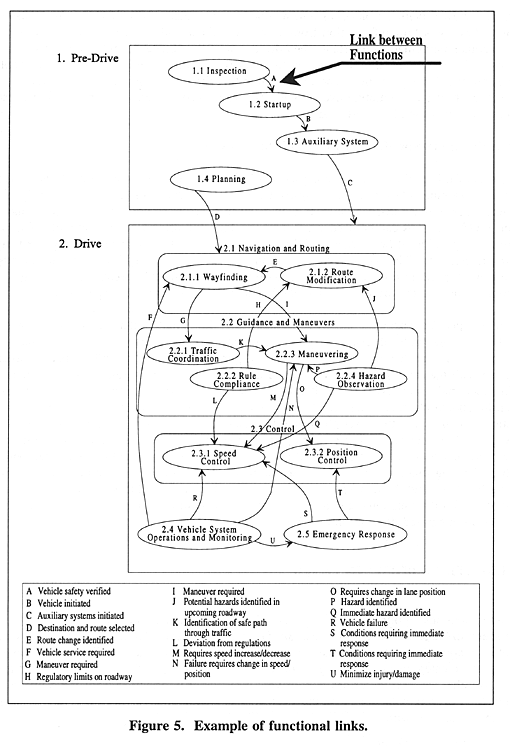 Link between
Functions
1. Pre-Drive
1.1 Inspection
A
1.2 Startup
B
1.3 Auxiliary System
C
1.4 Planning
D
2. Drive
2.1 Navigation and Routing
E
2.1.1 Wayfinding
2.1.2 Route
Modification
F
H
I
J
G
2.2 Guidance and Maneuvers
K
2.2.1 Traffic
Coordination
2.2.3 Maneuvering
P
2.2.2 Rule
Compliance
2.2.4 Hazard
Observation
M
O
L
N
Q
2.3 Control
2.3.1 Speed
Control
2.3.2 Position
Control
R
S
T
2.4 Vehicle System
Operations and Monitoring
U
2.5 Emergency Response
A Vehicle safety verified
B Vehicle initiated
C Auxiliary systems initiated
D Destination and route selected
E Route change identified
F Vehicle service required
G Maneuver required
H Regulatory limits on roadway
I Maneuver required
J Potential hazards identified in
upcoming roadway
K Identification of safe path
through traffic
L Deviation from regulations
M Requires speed increase/decrease
N Failure requires change in speed/
position
O Requires change in lane position
P Hazard identified
Q Immediate hazard identified
R Vehicle failure
S Conditions requiring immediate
response
T Conditions requiring immediate
response
U Minimize injury/damage
Figure 5. Example of functional links.